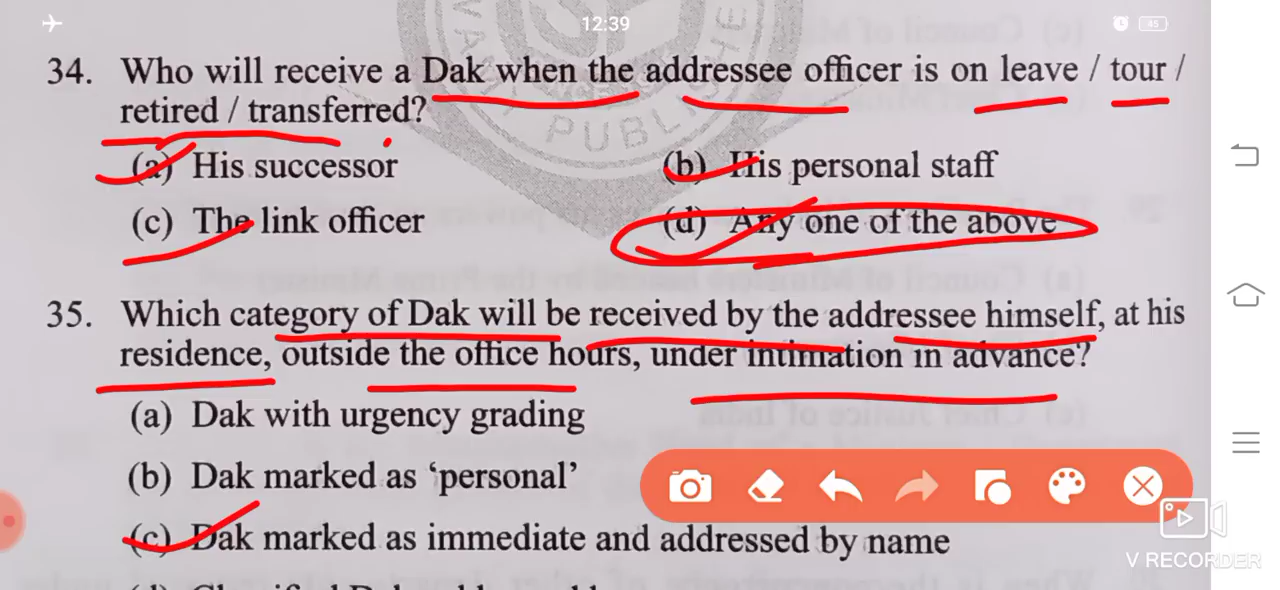 12:39
45
34. Who will receive a Dak when the addressee officer is on leave / tour /
retired / transferred?
(a) His successor
(b) His personal staff
(c) The link officer
(d) Any one of the above
35. Which category of Dak will be received by the addressee himself, at his
residence, outside the office hours, under intimation in advance?
(a) Dak with urgency grading
(b) Dak marked as ‘personal’
(c) Dak marked as immediate and addressed by name
V RECORDER
PUBLI